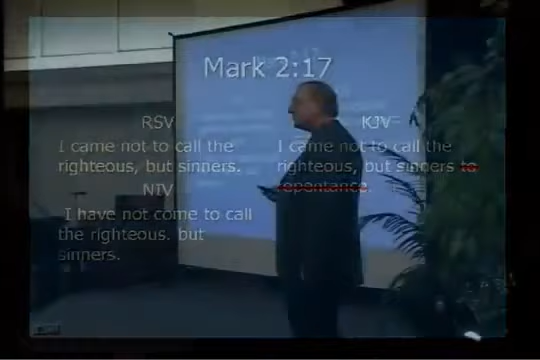 Mark 2:17
RSV
I came not to call the
righteous, but sinners.
NIV
I have not come to call
the righteous. but
sinners.
KJV
I came not to call the
righteous, but sinners to
repentance.